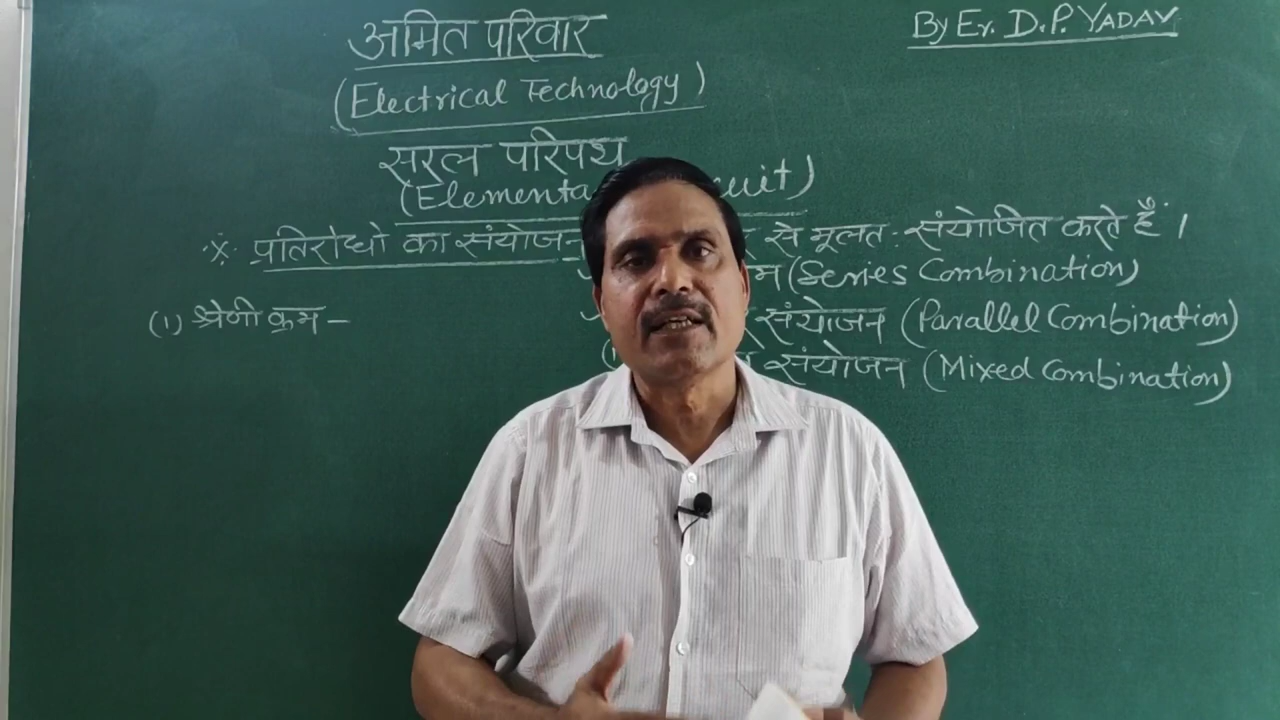 अमित परिवार
By Er. D.P. YADAV
(Electrical Technology)
सरल परिपथ
(Elementa cuit)
* प्रतिरोधो का संयोजन से मूलत: संयोजित करते हैं।
म (Series Combination)
(1) श्रेणी क्रम -
संयोजन (Parallel Combination)
संयोजन (Mixed Combination)